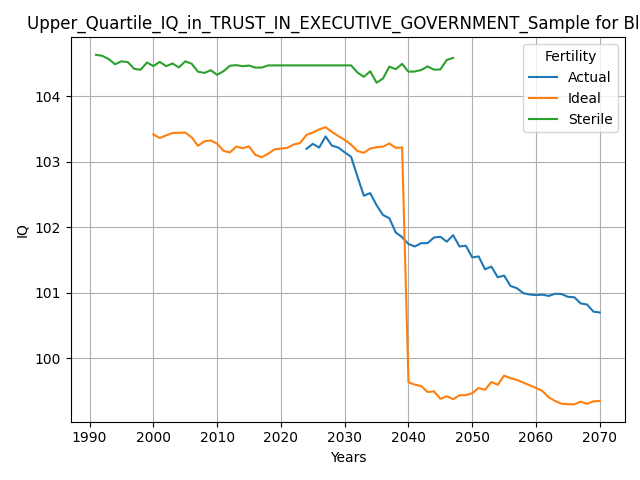 Upper_Quartile_IQ_in_TRUST_IN_EXECUTIVE_GOVERNMENT_Sample for Bl
Fertility
Actual
Ideal
Sterile
104
103
102
101
100
IQ
1990 2000 2010 2020 2030 2040 2050 2060 2070
Years